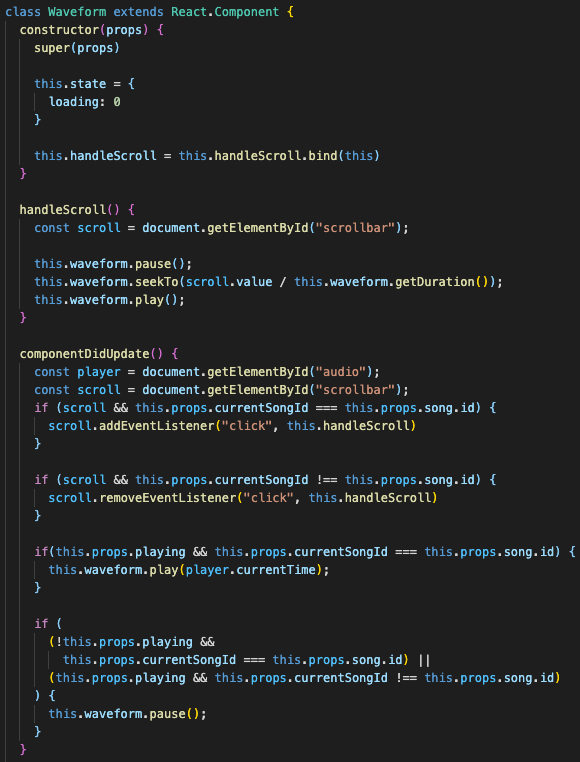 class Waveform extends React.Component {
  constructor(props) {
    super(props)

    this.state = {
      loading: 0
    }

    this.handleScroll = this.handleScroll.bind(this)
  }

  handleScroll() {
    const scroll = document.getElementById("scrollbar");

    this.waveform.pause();
    this.waveform.seekTo(scroll.value / this.waveform.getDuration());
    this.waveform.play();
  }

  componentDidUpdate() {
    const player = document.getElementById("audio");
    const scroll = document.getElementById("scrollbar");
    if (scroll && this.props.currentSongId === this.props.song.id) {
      scroll.addEventListener("click", this.handleScroll)
    }

    if (scroll && this.props.currentSongId !== this.props.song.id) {
      scroll.removeEventListener("click", this.handleScroll)
    }

    if(this.props.playing && this.props.currentSongId === this.props.song.id) {
      this.waveform.play(player.currentTime);
    }

    if (
      (!this.props.playing &&
        this.props.currentSongId === this.props.song.id) ||
      (this.props.playing && this.props.currentSongId !== this.props.song.id)
    ) {
      this.waveform.pause();
    }
  }